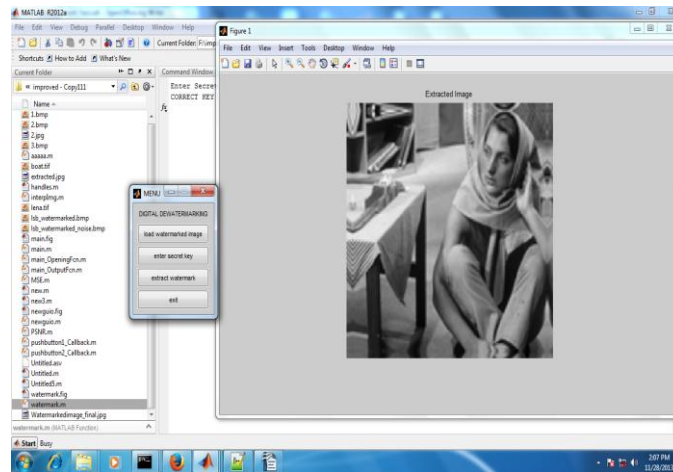 MATLAB R2012a
File Edit View Debug Parallel Desktop Window Help
Current Folder:
Shortcuts How to Add What's New
Current Folder
Command Window
« improved - Copy111
Enter Secre
CORRECT KEY
fx
Name
1.bmp
2.bmp
2.jpg
3.bmp
aaaaa.m
boat.tif
extracted.jpg
handles.m
interpImg.m
lena.tif
lsb_watermarked.bmp
lsb_watermarked_noise.bmp
main.fig
main.m
main_OpeningFcn.m
main_OutputFcn.m
MSE.m
new.m
new3.m
newguio.fig
newguio.m
PSNR.m
pushbutton1_Callback.m
pushbutton2_Callback.m
Untitled.asv
Untitled.m
Untitled5.m
watermark.fig
watermark.m
Watermarkedimage_final.jpg
watermark.m (MATLAB Function)
Start Busy
MENU
DIGITAL DEWATERMARKING
load watermarked image
enter secret key
extract watermark
exit
Figure 1
File Edit View Insert Tools Desktop Window Help
Extracted Image
2:07 PM